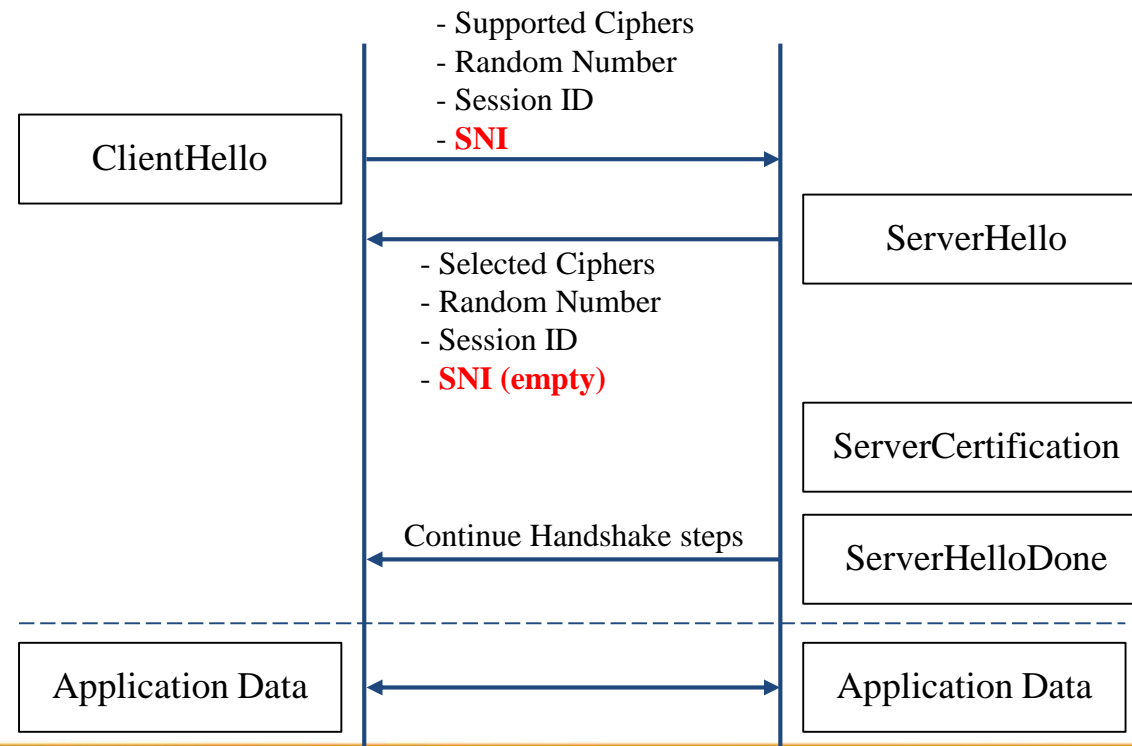 - Supported Ciphers
- Random Number
- Session ID
- SNI
ClientHello
ServerHello
- Selected Ciphers
- Random Number
- Session ID
- SNI (empty)
ServerCertification
Continue Handshake steps
ServerHelloDone
Application Data
Application Data